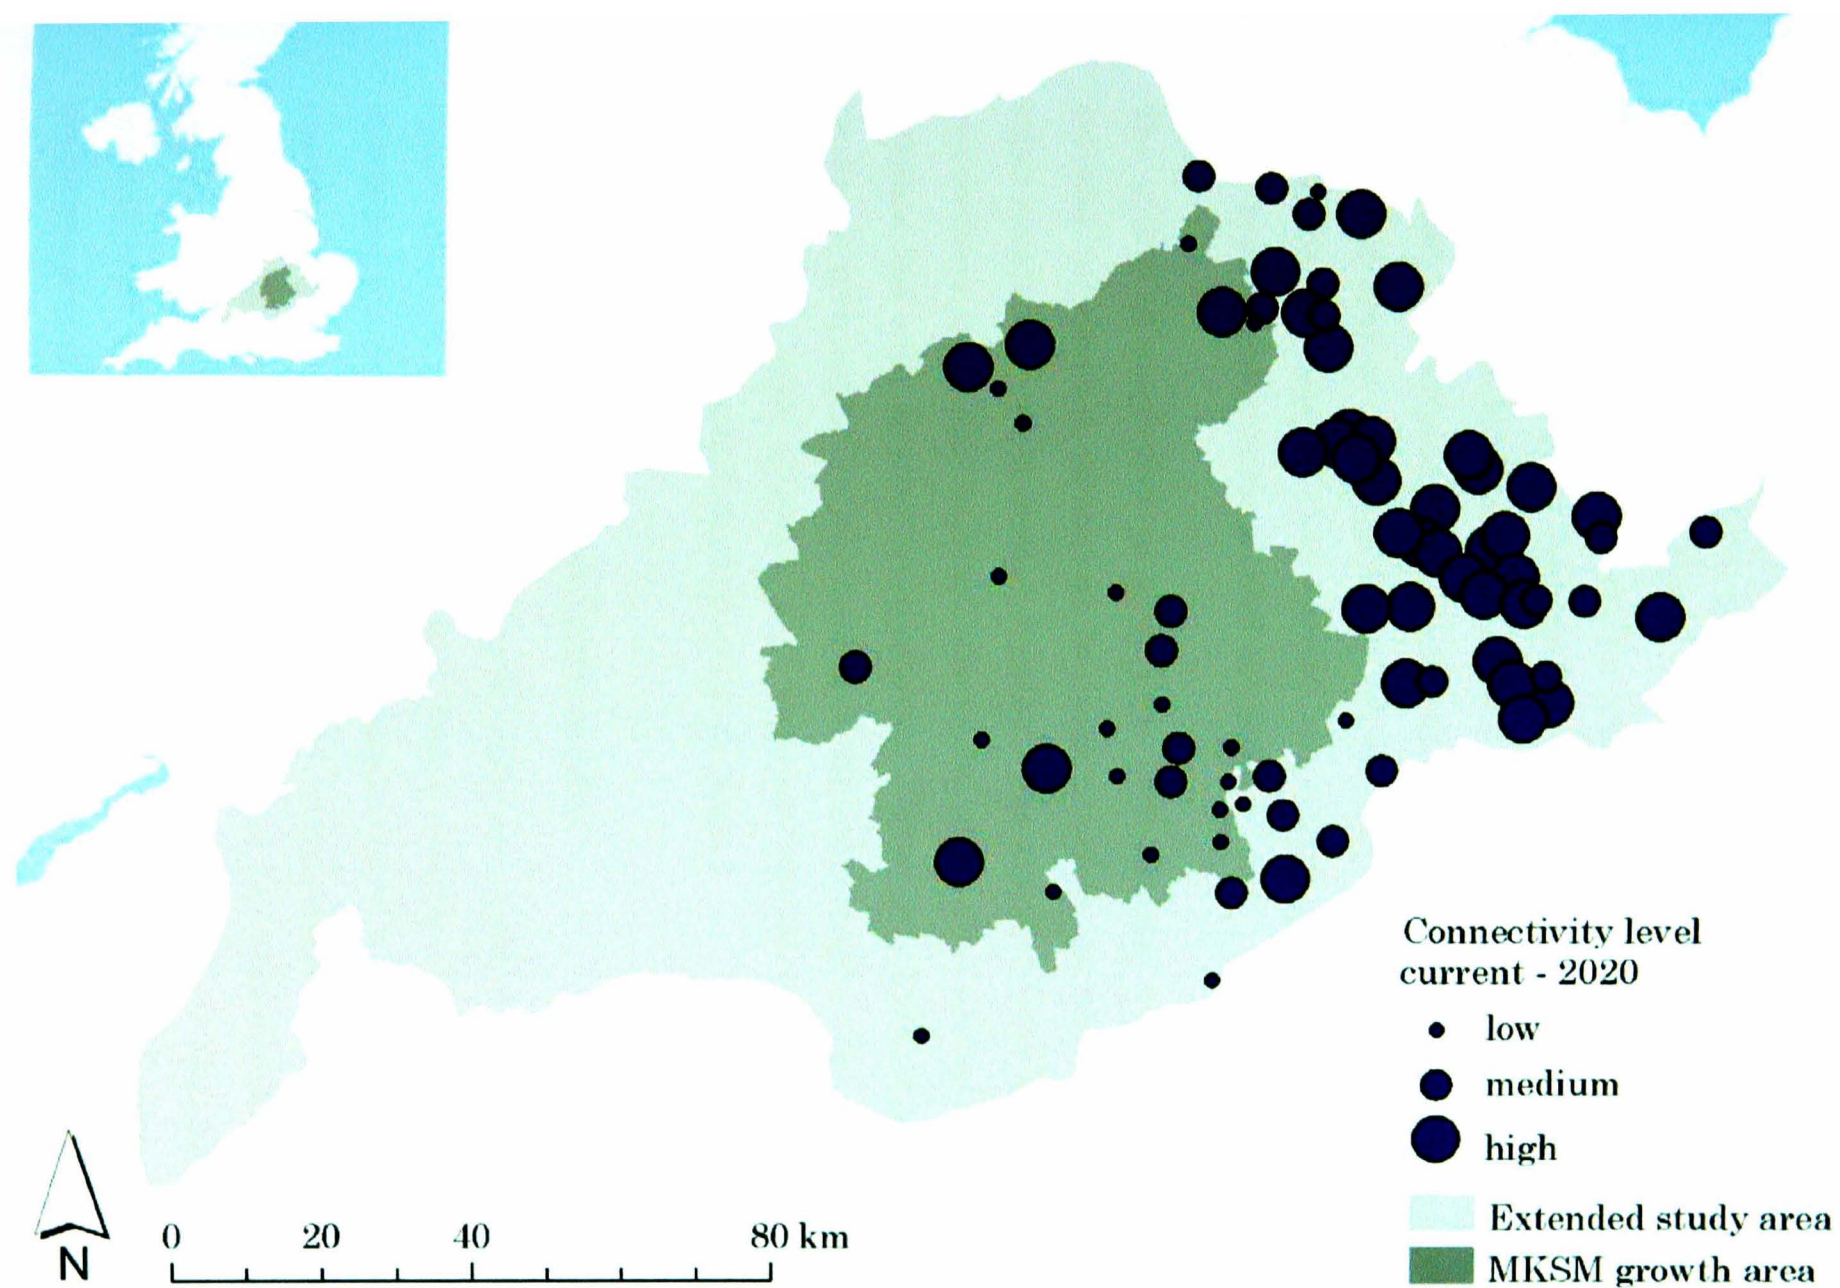 Connectivity level
current - 2020
low
medium
high
Extended study area
MKSM growth area
0 20 40 80 km
N